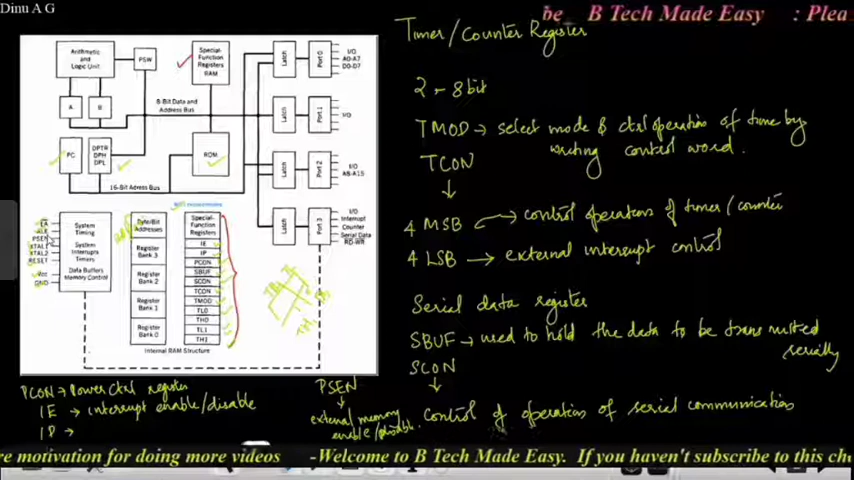 Dinu A G
be B Tech Made Easy : Plea
Arithmetic
and
Logic Unit
PSW
Special-
Function
Registers
RAM
A
B
8-Bit Data and
Address Bus
PC
DPTR
DPH
DPL
ROM
16-Bit Adress Bus
Latch
Port 0
I/O
A0-A7
D0-D7
Latch
Port 1
I/O
Latch
Port 2
I/O
A8-A15
Latch
Port 3
I/O
Interrupt
Counter
Serial Data
RD-WR
EA
ALE
PSEN
XTAL1
XTAL2
RESET
Vcc
GND
System
Timing
System
Interrupts
Timers
Data Buffers
Memory Control
Byte/Bit
Addresses
Register
Bank 3
Register
Bank 2
Register
Bank 1
Register
Bank 0
Special-
Function
Registers
IE
IP
PCON
SBUF
SCON
TCON
TMOD
TL0
TH0
TL1
TH1
Internal RAM Structure
PCON → Power Ctrl register
IE → interrupt enable/disable
IP →
PSEN
external memory
enable/disable.
Timer/Counter Register
2 - 8bit
TMOD → select mode & ctrl operation of time by
writing control word.
TCON
4 MSB → control operations of timer/counter
4 LSB → external interrupt control
Serial data register
SBUF → used to hold the data to be transmitted
serially
SCON
control of operations of serial communications
re motivation for doing more videos -Welcome to B Tech Made Easy. If you haven't subscribe to this cha